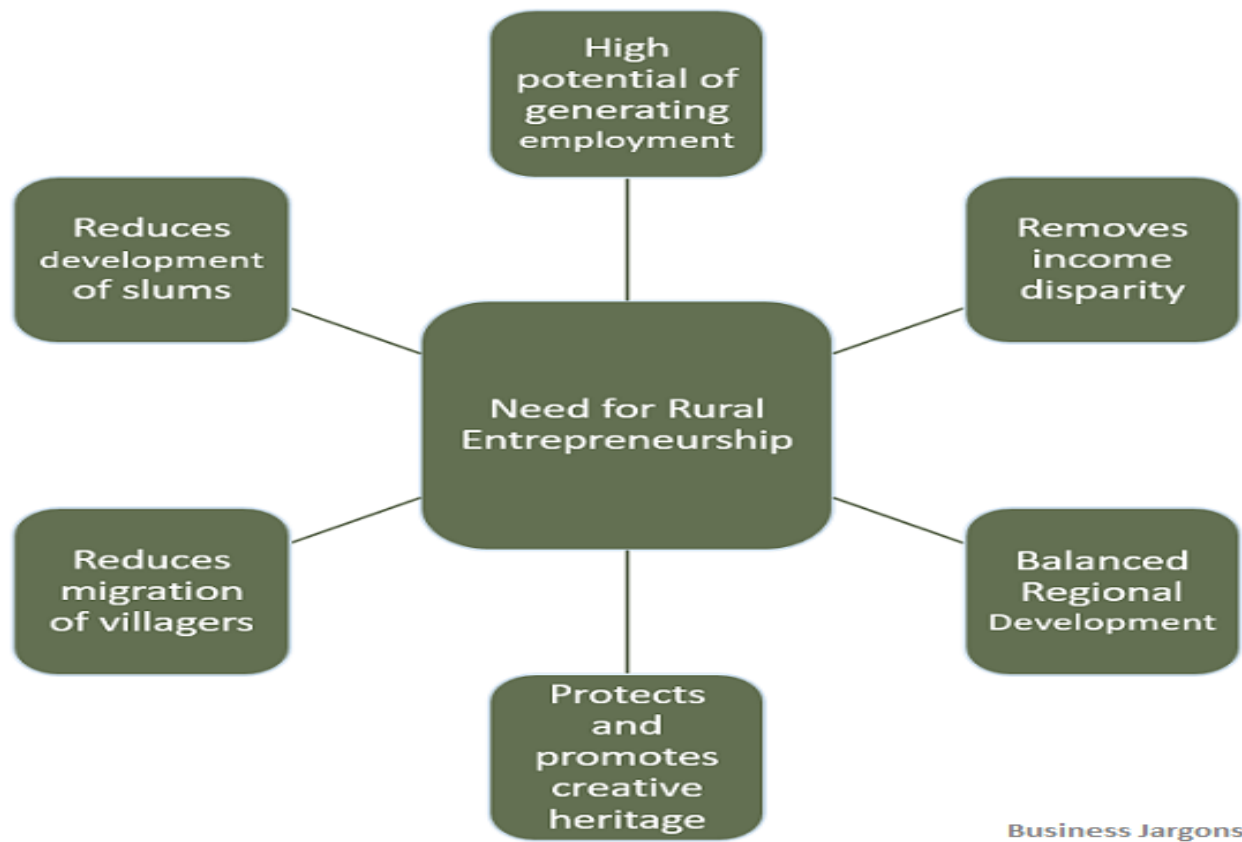 High
potential of
generating
employment
Removes
income
disparity
Balanced
Regional
Development
Protects
and
promotes
creative
heritage
Reduces
migration
of villagers
Reduces
development
of slums
Need for Rural
Entrepreneurship
Business Jargons